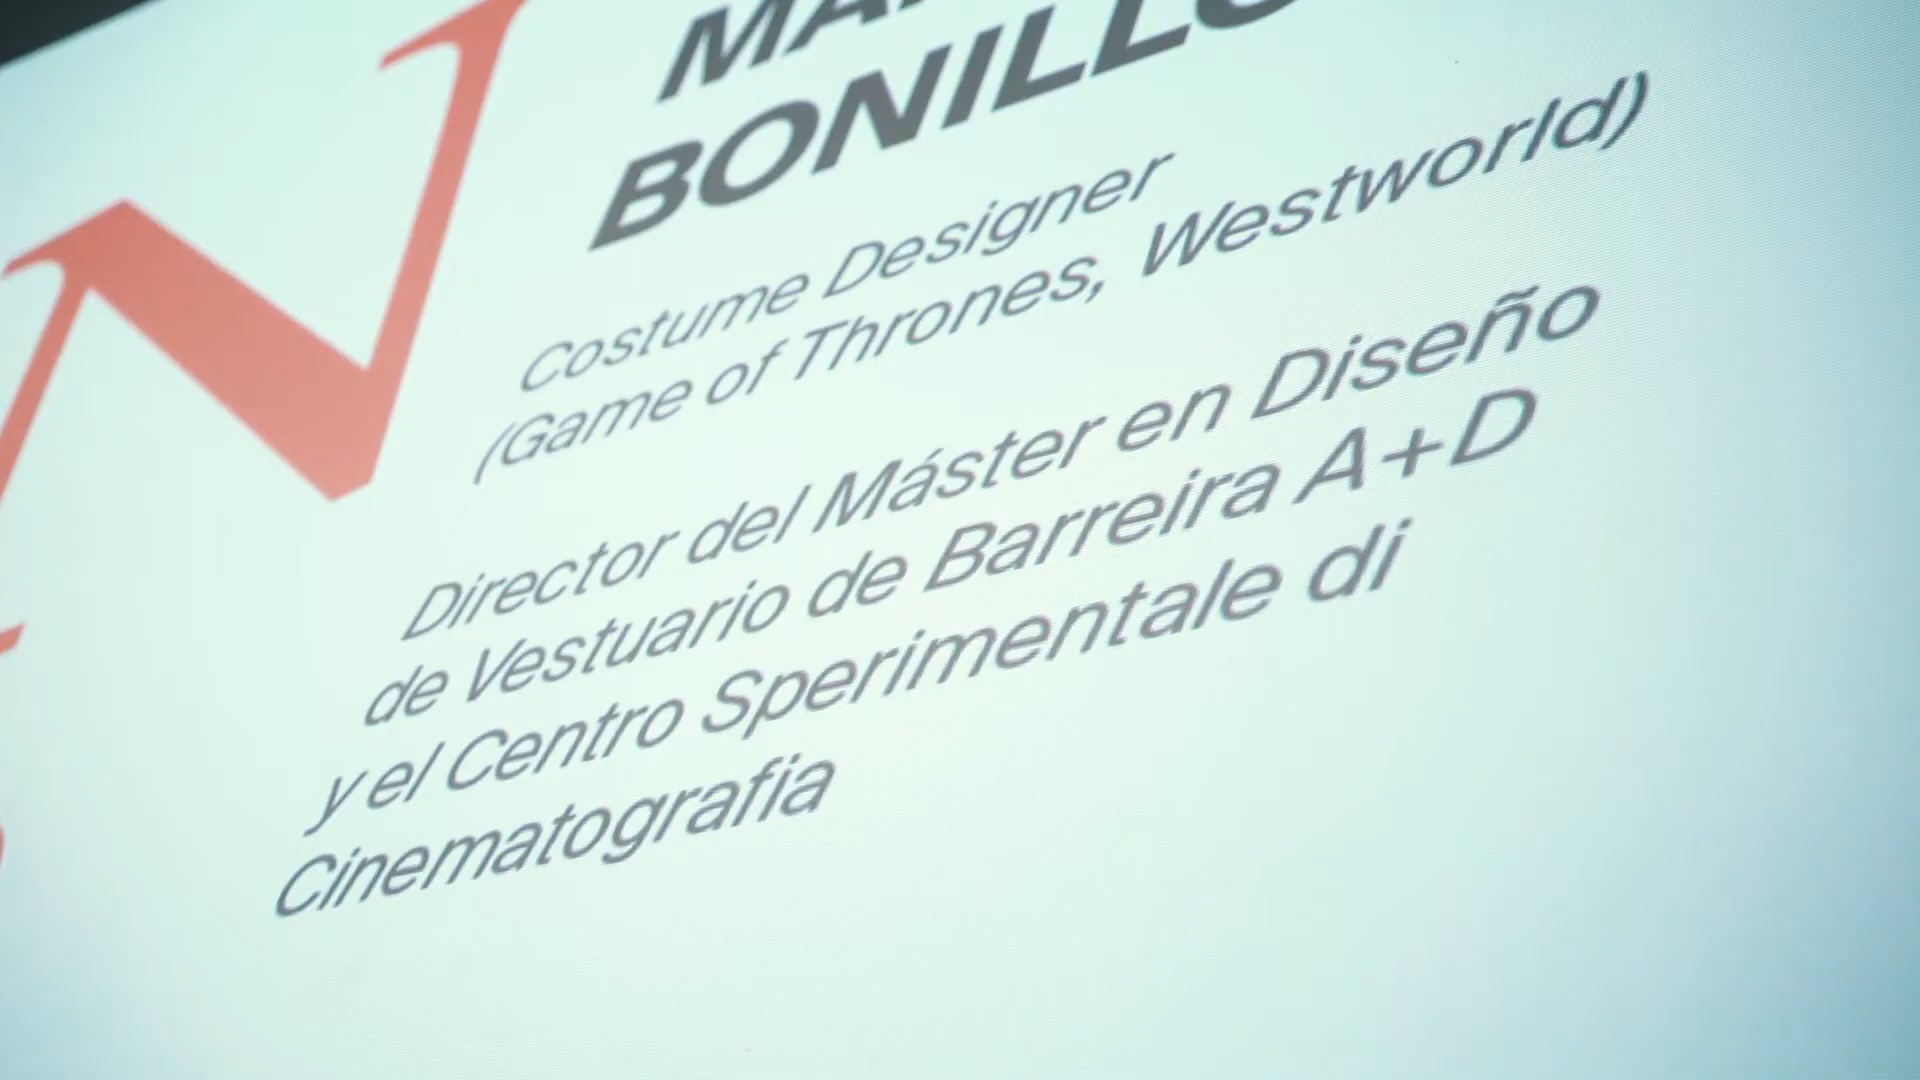 N
BONILLO
Costume Designer
(Game of Thrones, Westworld)
Director del Máster en Diseño
de Vestuario de Barreira A+D
y el Centro Sperimentale di
Cinematografia